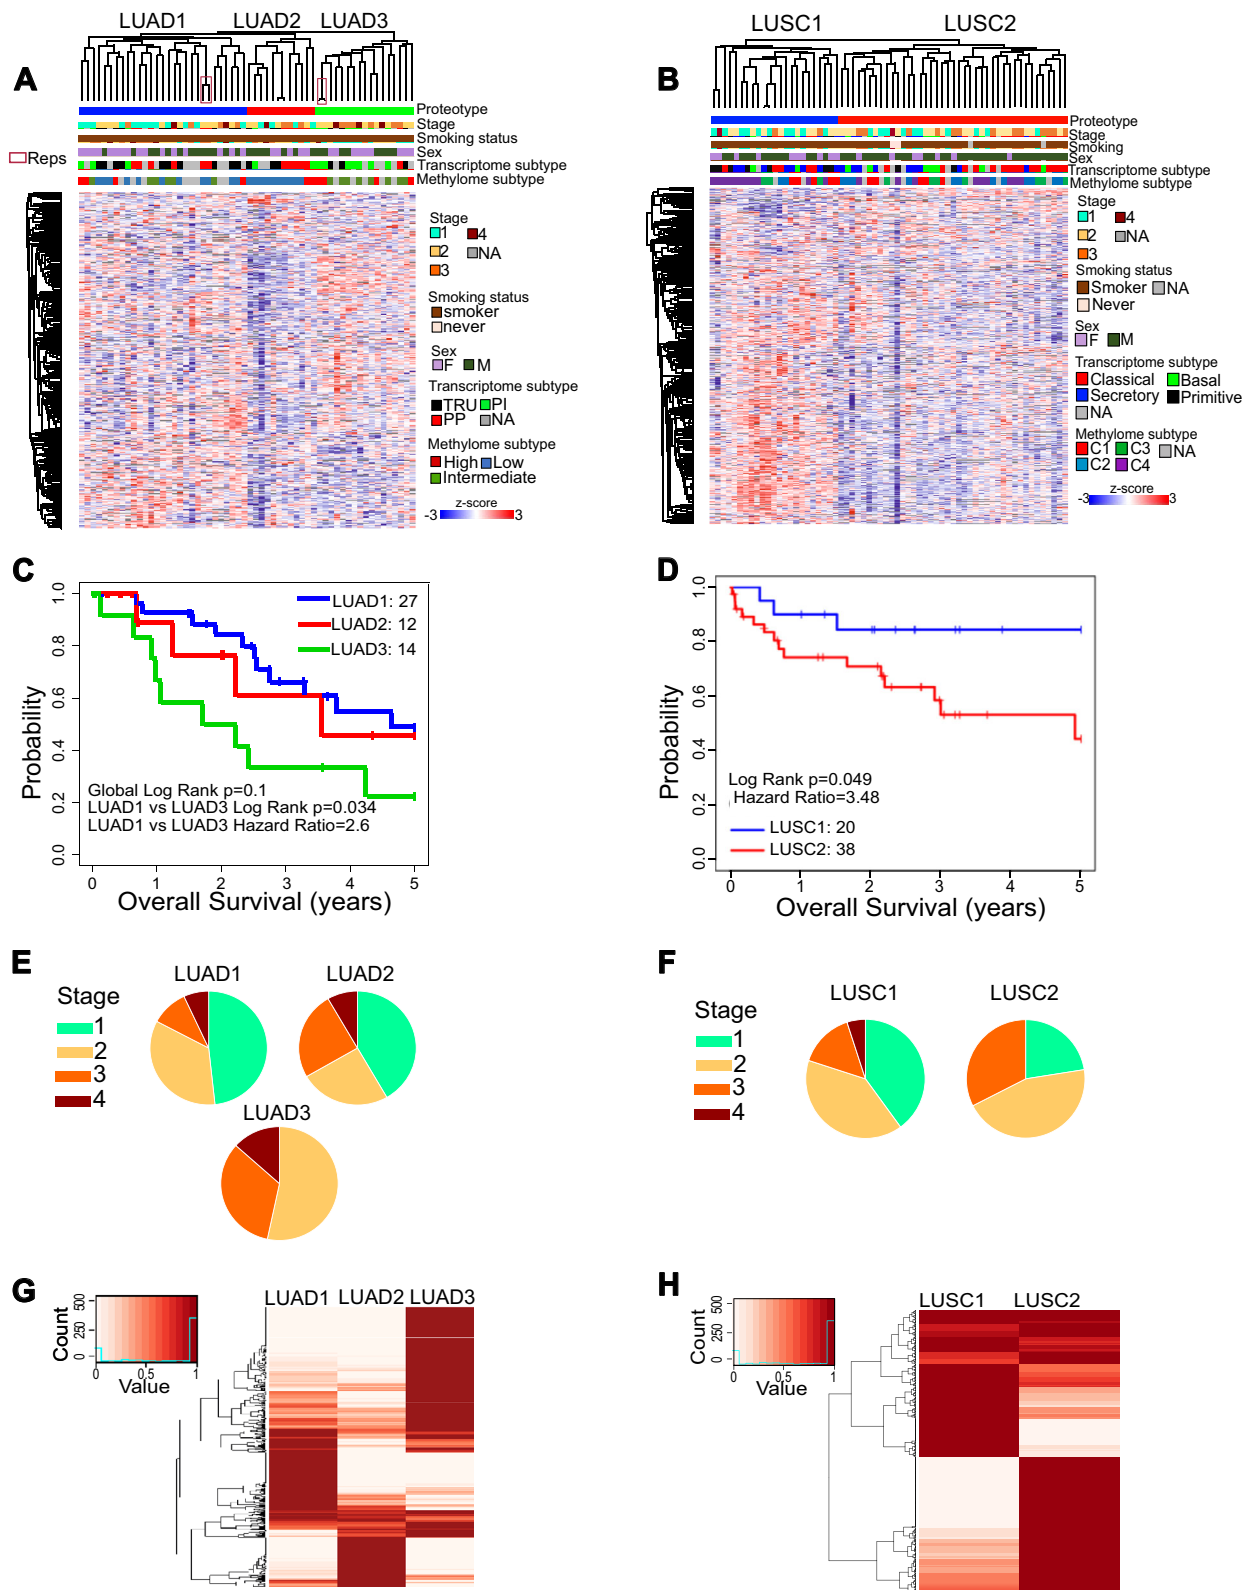 LUAD1 LUAD2 LUAD3
A
Proteotype
Stage
Smoking status
Sex
Transcriptome subtype
Methylome subtype
Reps
Stage
1 4
2 NA
3
Smoking status
smoker
never
Sex
F M
Transcriptome subtype
TRU PI
PP NA
Methylome subtype
High Low
Intermediate
z-score
-3 3
LUSC1 LUSC2
B
Proteotype
Stage
Smoking
Sex
Transcriptome subtype
Methylome subtype
Stage
1 4
2 NA
3
Smoking status
Smoker NA
Never
Sex
F M
Transcriptome subtype
Classical Basal
Secretory Primitive
NA
Methylome subtype
C1 C3 NA
C2 C4
z-score
-3 3
C
Probability
1.0
0.8
0.6
0.4
0.2
0.0
LUAD1: 27
LUAD2: 12
LUAD3: 14
Global Log Rank p=0.1
LUAD1 vs LUAD3 Log Rank p=0.034
LUAD1 vs LUAD3 Hazard Ratio=2.6
0 1 2 3 4 5
Overall Survival (years)
D
Probability
1.0
0.8
0.6
0.4
0.2
0.0
Log Rank p=0.049
Hazard Ratio=3.48
LUSC1: 20
LUSC2: 38
0 1 2 3 4 5
Overall Survival (years)
E
LUAD1 LUAD2
Stage
1
2
3
4
LUAD3
F
LUSC1 LUSC2
Stage
1
2
3
4
G
Count
500
250
0
0 0.5 1
Value
LUAD1 LUAD2 LUAD3
H
Count
500
250
0
0 0.5 1
Value
LUSC1 LUSC2